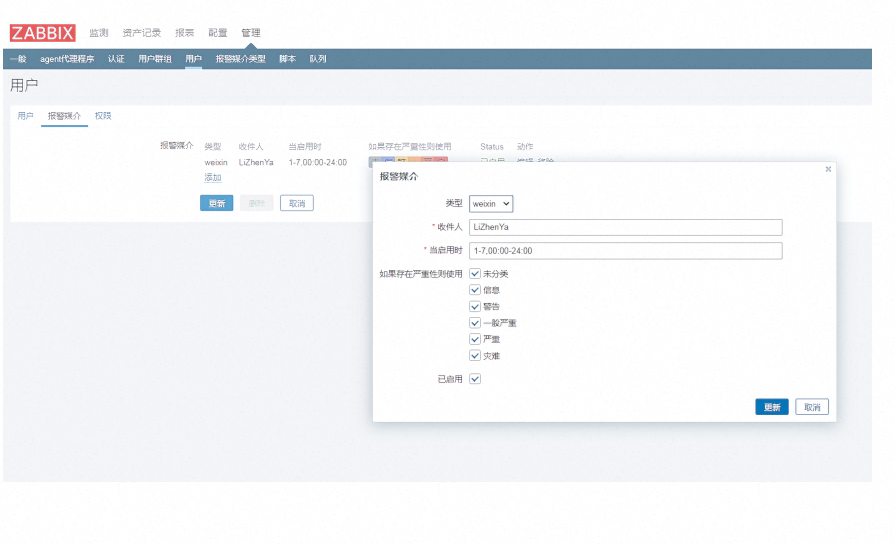 ZABBIX 监测 资产记录 报表 配置 管理
一般 agent代理程序 认证 用户群组 用户 报警媒介类型 脚本 队列
用户
用户 报警媒介 权限
报警媒介 类型 收件人 当启用时 如果存在严重性则使用 Status 动作
weixin LiZhenYa 1-7,00:00-24:00
添加
更新 删除 取消
报警媒介
类型 weixin
* 收件人 LiZhenYa
* 当启用时 1-7,00:00-24:00
如果存在严重性则使用 未分类
信息
警告
一般严重
严重
灾难
已启用
更新 取消